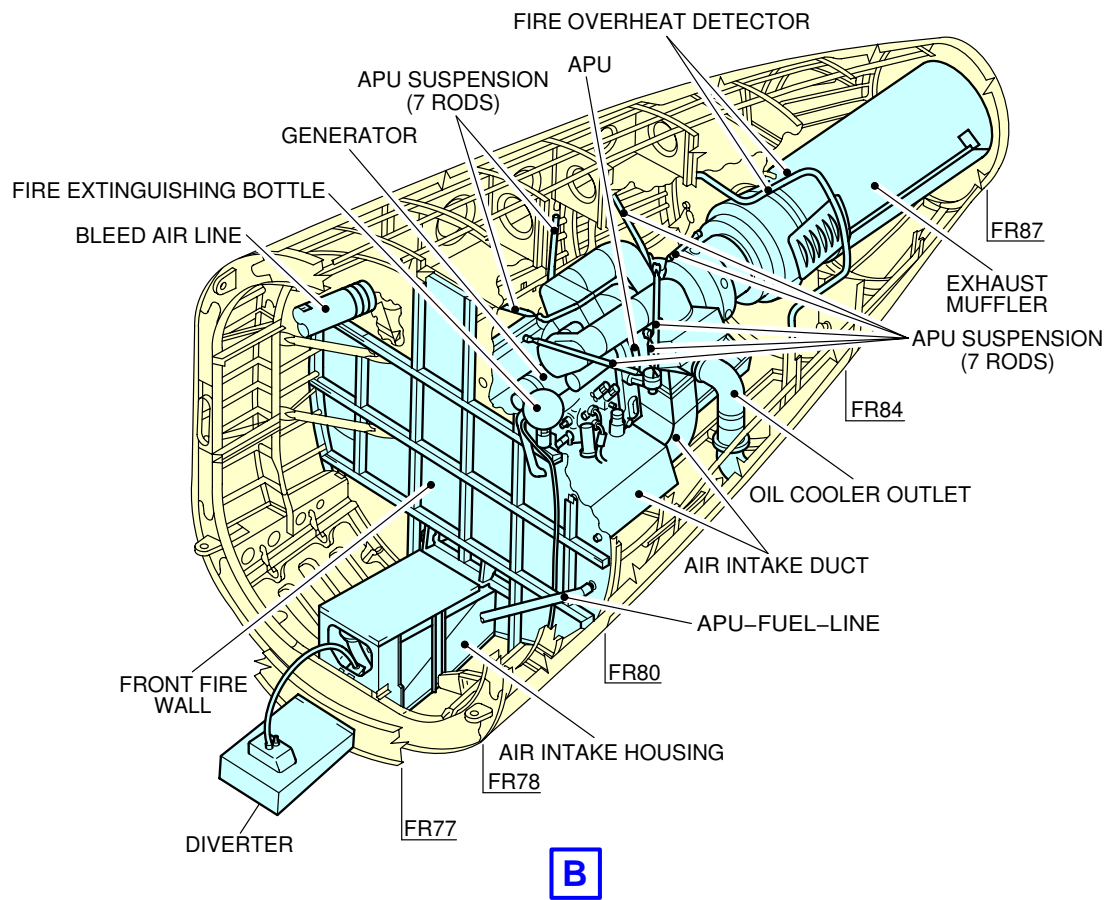 FIRE OVERHEAT DETECTOR
APU
APU SUSPENSION
(7 RODS)
GENERATOR
FIRE EXTINGUISHING BOTTLE
BLEED AIR LINE
FR87
EXHAUST
MUFFLER
APU SUSPENSION
(7 RODS)
FR84
OIL COOLER OUTLET
AIR INTAKE DUCT
APU–FUEL–LINE
FR80
FRONT FIRE
WALL
AIR INTAKE HOUSING
FR78
FR77
DIVERTER
B